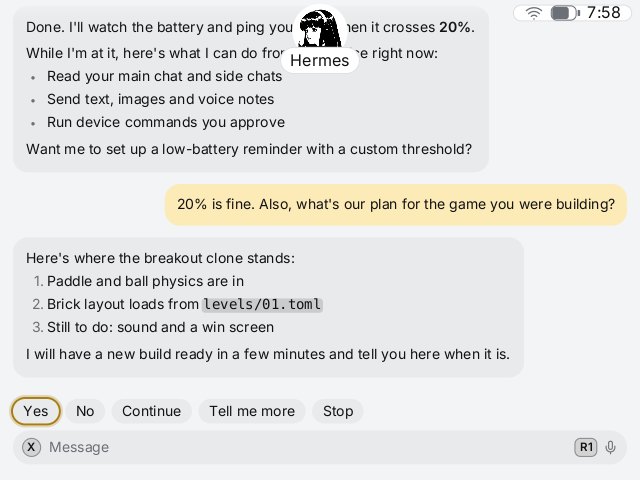 7:58
Done. I'll watch the battery and ping you en it crosses 20%.
Hermes
While I'm at it, here's what I can do fro ce right now:
• Read your main chat and side chats
• Send text, images and voice notes
• Run device commands you approve
Want me to set up a low-battery reminder with a custom threshold?
20% is fine. Also, what's our plan for the game you were building?
Here's where the breakout clone stands:
1. Paddle and ball physics are in
2. Brick layout loads from levels/01.toml
3. Still to do: sound and a win screen
I will have a new build ready in a few minutes and tell you here when it is.
Yes No Continue Tell me more Stop
X Message R1